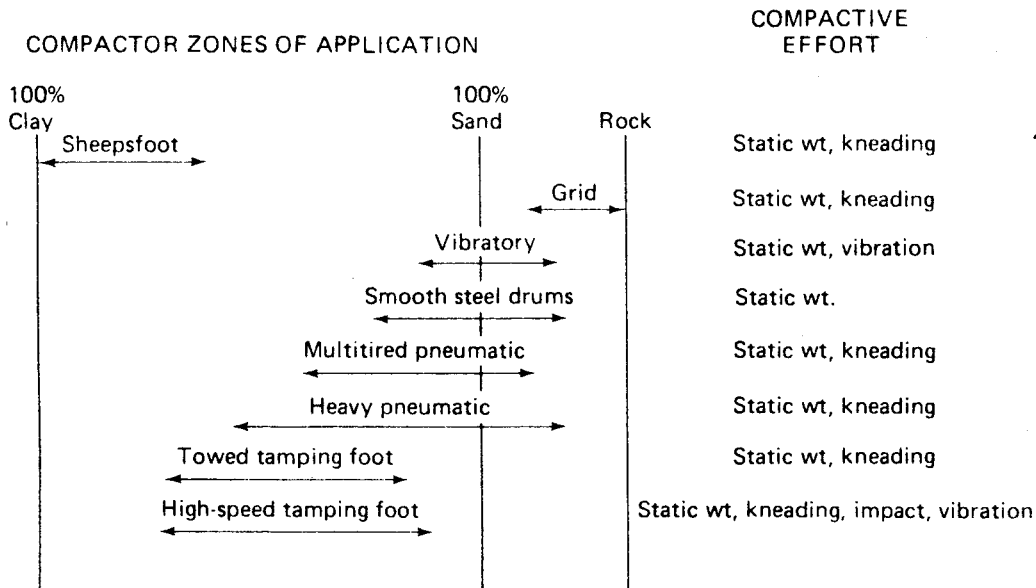 COMPACTOR ZONES OF APPLICATION
COMPACTIVE
EFFORT
100%
Clay
100%
Sand
Rock
Sheepsfoot
Static wt, kneading
Grid
Static wt, kneading
Vibratory
Static wt, vibration
Smooth steel drums
Static wt.
Multitired pneumatic
Static wt, kneading
Heavy pneumatic
Static wt, kneading
Towed tamping foot
Static wt, kneading
High-speed tamping foot
Static wt, kneading, impact, vibration